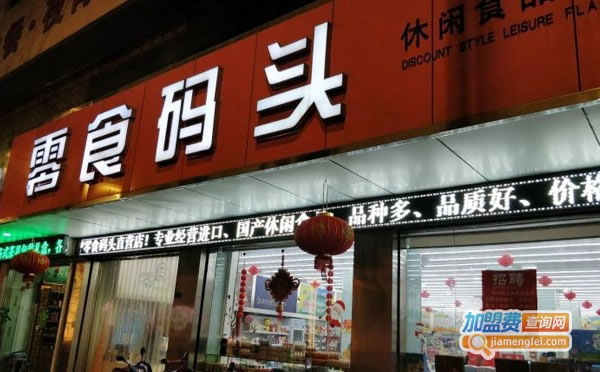 零食码头
休闲食品
DISCOUNT STYLE LEISURE
零食码头直营店！专业经营进口、国产休闲食
品种多、品质好、价格
招聘
加盟费查询网
jiamengfei.com